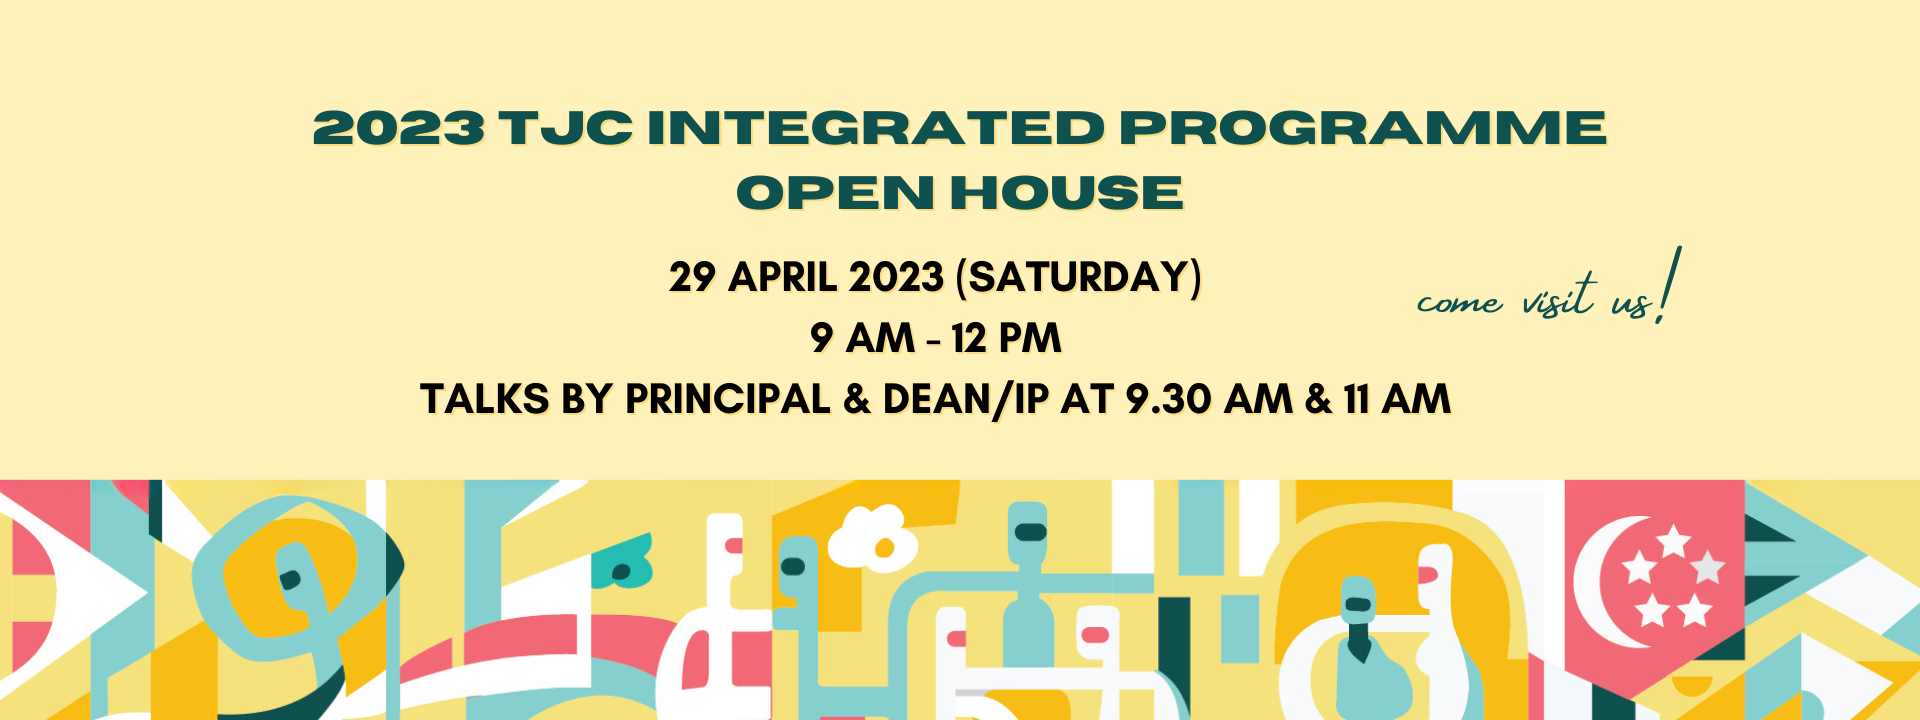 2023 TJC INTEGRATED PROGRAMME
OPEN HOUSE
29 APRIL 2023 (SATURDAY)
9 AM - 12 PM
come visit us!
TALKS BY PRINCIPAL & DEAN/IP AT 9.30 AM & 11 AM